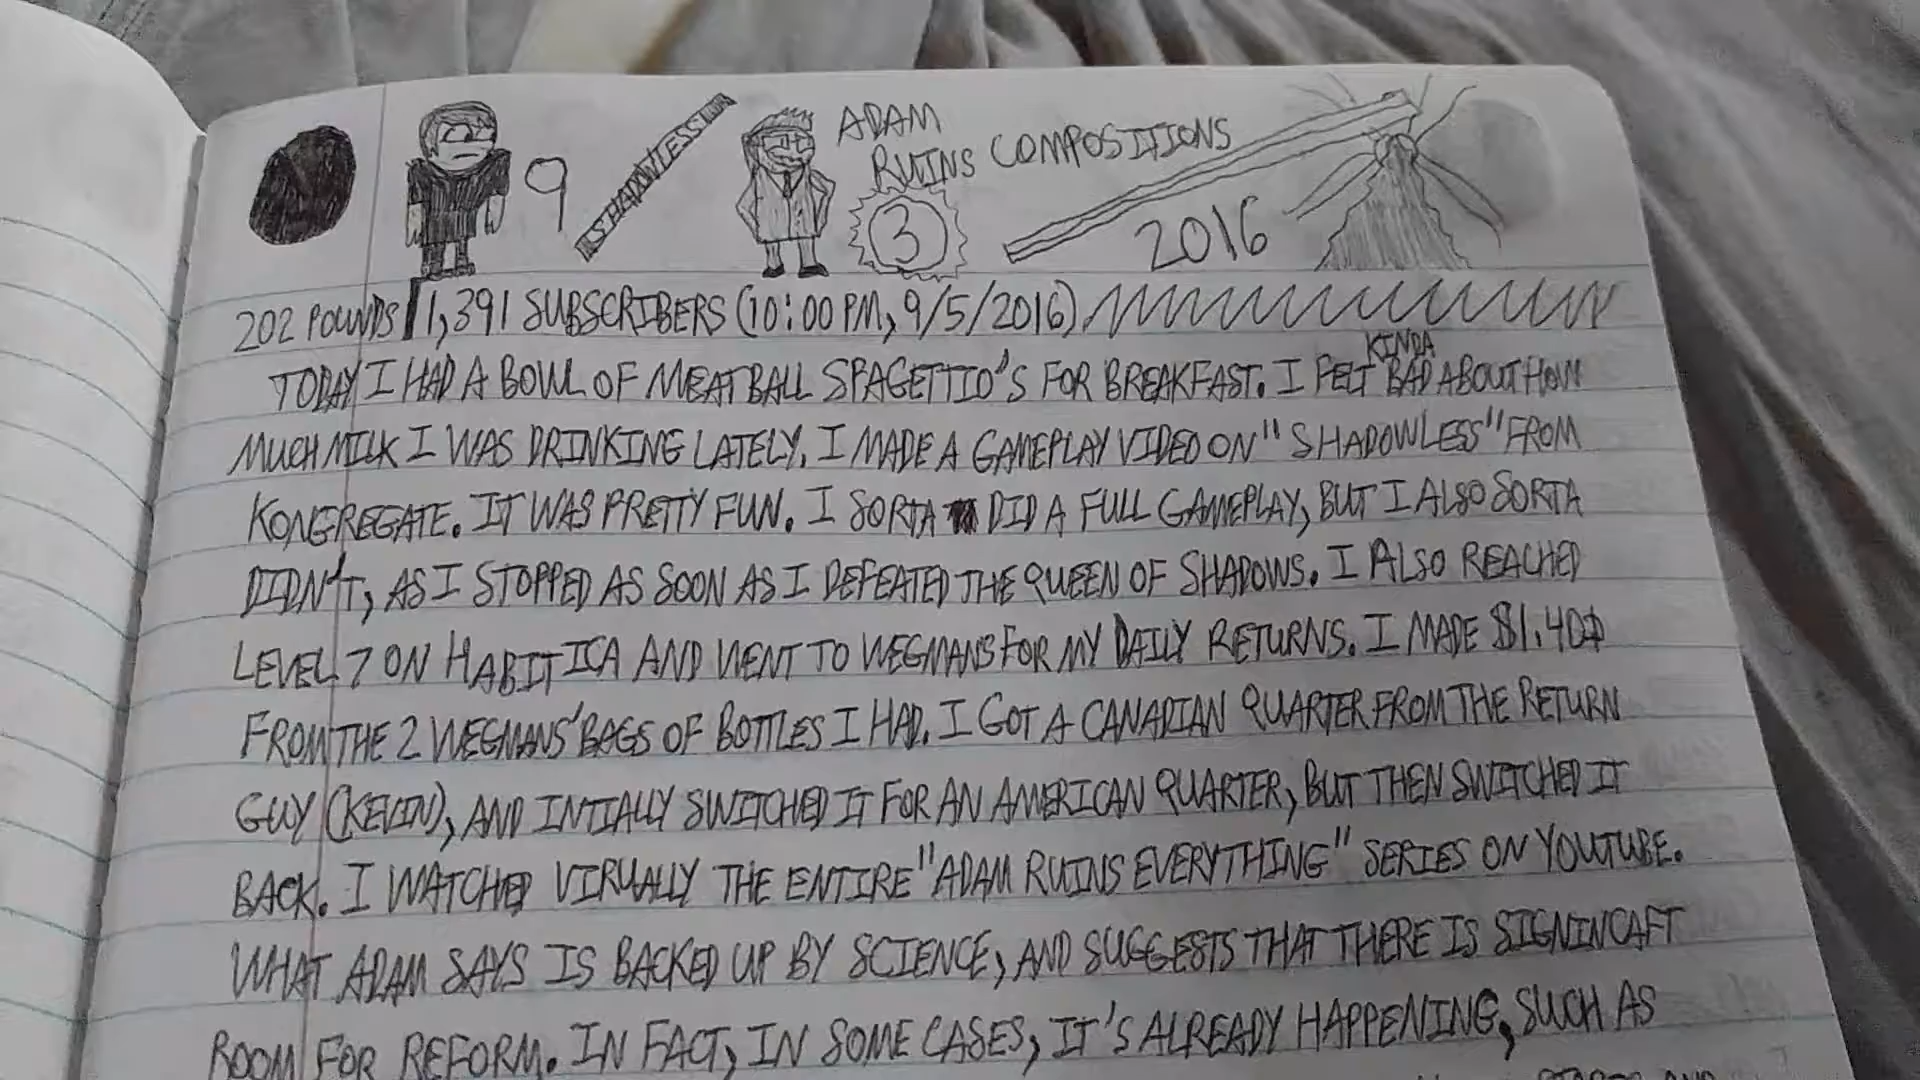 9
SHADOWLESS!
ADAM
RUINS COMPOSITIONS
3
2016
202 POUNDS / 1,391 SUBSCRIBERS (10:00 PM, 9/5/2016)
KINDA
TODAY I HAD A BOWL OF MEATBALL SPAGETTIO'S FOR BREAKFAST. I FELT BAD ABOUT HOW
MUCH MILK I WAS DRINKING LATELY. I MADE A GAMEPLAY VIDEO ON "SHADOWLESS" FROM
KONGREGATE. IT WAS PRETTY FUN. I SORTA DID A FULL GAMEPLAY, BUT I ALSO SORTA
DIDN'T, AS I STOPPED AS SOON AS I DEFEATED THE QUEEN OF SHADOWS. I ALSO REACHED
LEVEL 7 ON HABITICA AND WENT TO WEGMANS FOR MY DAILY RETURNS. I MADE $1.40¢
FROM THE 2 WEGMANS' BAGS OF BOTTLES I HAD. I GOT A CANADIAN QUARTER FROM THE RETURN
GUY (KEVIN), AND INTIALLY SWITCHED IT FOR AN AMERICAN QUARTER, BUT THEN SWITCHED IT
BACK. I WATCHED VIRUALLY THE ENTIRE "ADAM RUINS EVERYTHING" SERIES ON YOUTUBE.
WHAT ADAM SAYS IS BACKED UP BY SCIENCE, AND SUGGESTS THAT THERE IS SIGNINCAFT
ROOM FOR REFORM. IN FACT, IN SOME CASES, IT'S ALREADY HAPPENING, SUCH AS